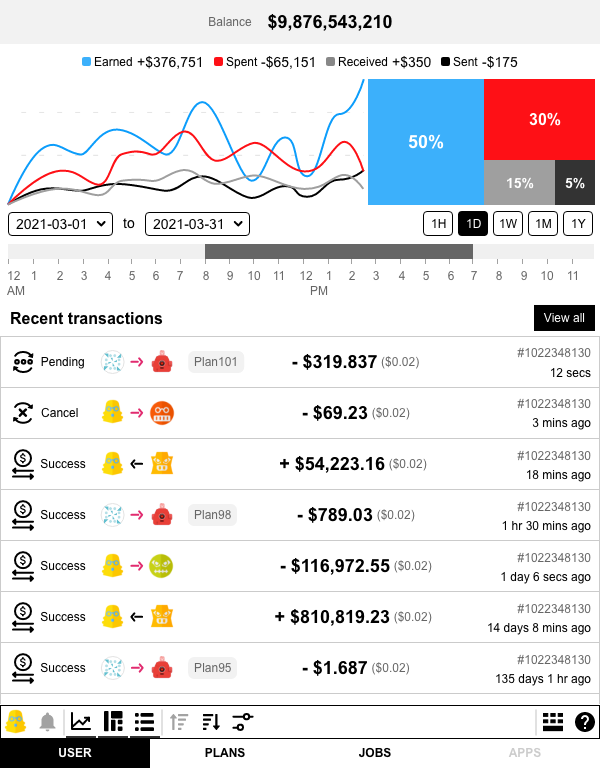 Balance $9,876,543,210
Earned +$376,751 Spent -$65,151 Received +$350 Sent -$175
50%
30%
15%
5%
2021-03-01 to 2021-03-31 1H 1D 1W 1M 1Y
12 1 2 3 4 5 6 7 8 9 10 11 12 1 2 3 4 5 6 7 8 9 10 11
AM PM
Recent transactions View all
Pending Plan101 - $319.837 ($0.02) #1022348130
12 secs
Cancel - $69.23 ($0.02) #1022348130
3 mins ago
Success + $54,223.16 ($0.02) #1022348130
18 mins ago
Success Plan98 - $789.03 ($0.02) #1022348130
1 hr 30 mins ago
Success - $116,972.55 ($0.02) #1022348130
1 day 6 secs ago
Success + $810,819.23 ($0.02) #1022348130
14 days 8 mins ago
Success Plan95 - $1.687 ($0.02) #1022348130
135 days 1 hr ago
USER PLANS JOBS APPS